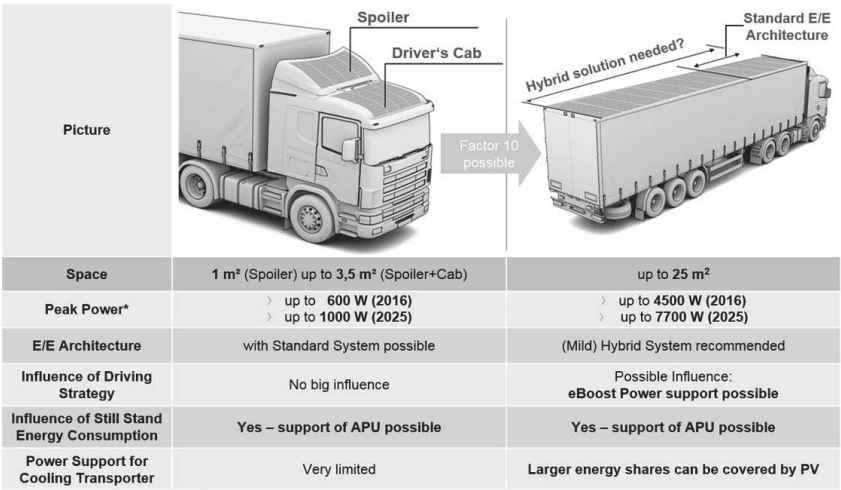 Picture
Spoiler
Driver's Cab
Factor 10
possible
Hybrid solution needed?
Standard E/E
Architecture
Space
1 m² (Spoiler) up to 3,5 m² (Spoiler+Cab)
up to 25 m²
Peak Power*
〉 up to 600 W (2016)
〉 up to 1000 W (2025)
〉 up to 4500 W (2016)
〉 up to 7700 W (2025)
E/E Architecture
with Standard System possible
(Mild) Hybrid System recommended
Influence of Driving
Strategy
No big influence
Possible Influence:
eBoost Power support possible
Influence of Still Stand
Energy Consumption
Yes – support of APU possible
Yes – support of APU possible
Power Support for
Cooling Transporter
Very limited
Larger energy shares can be covered by PV